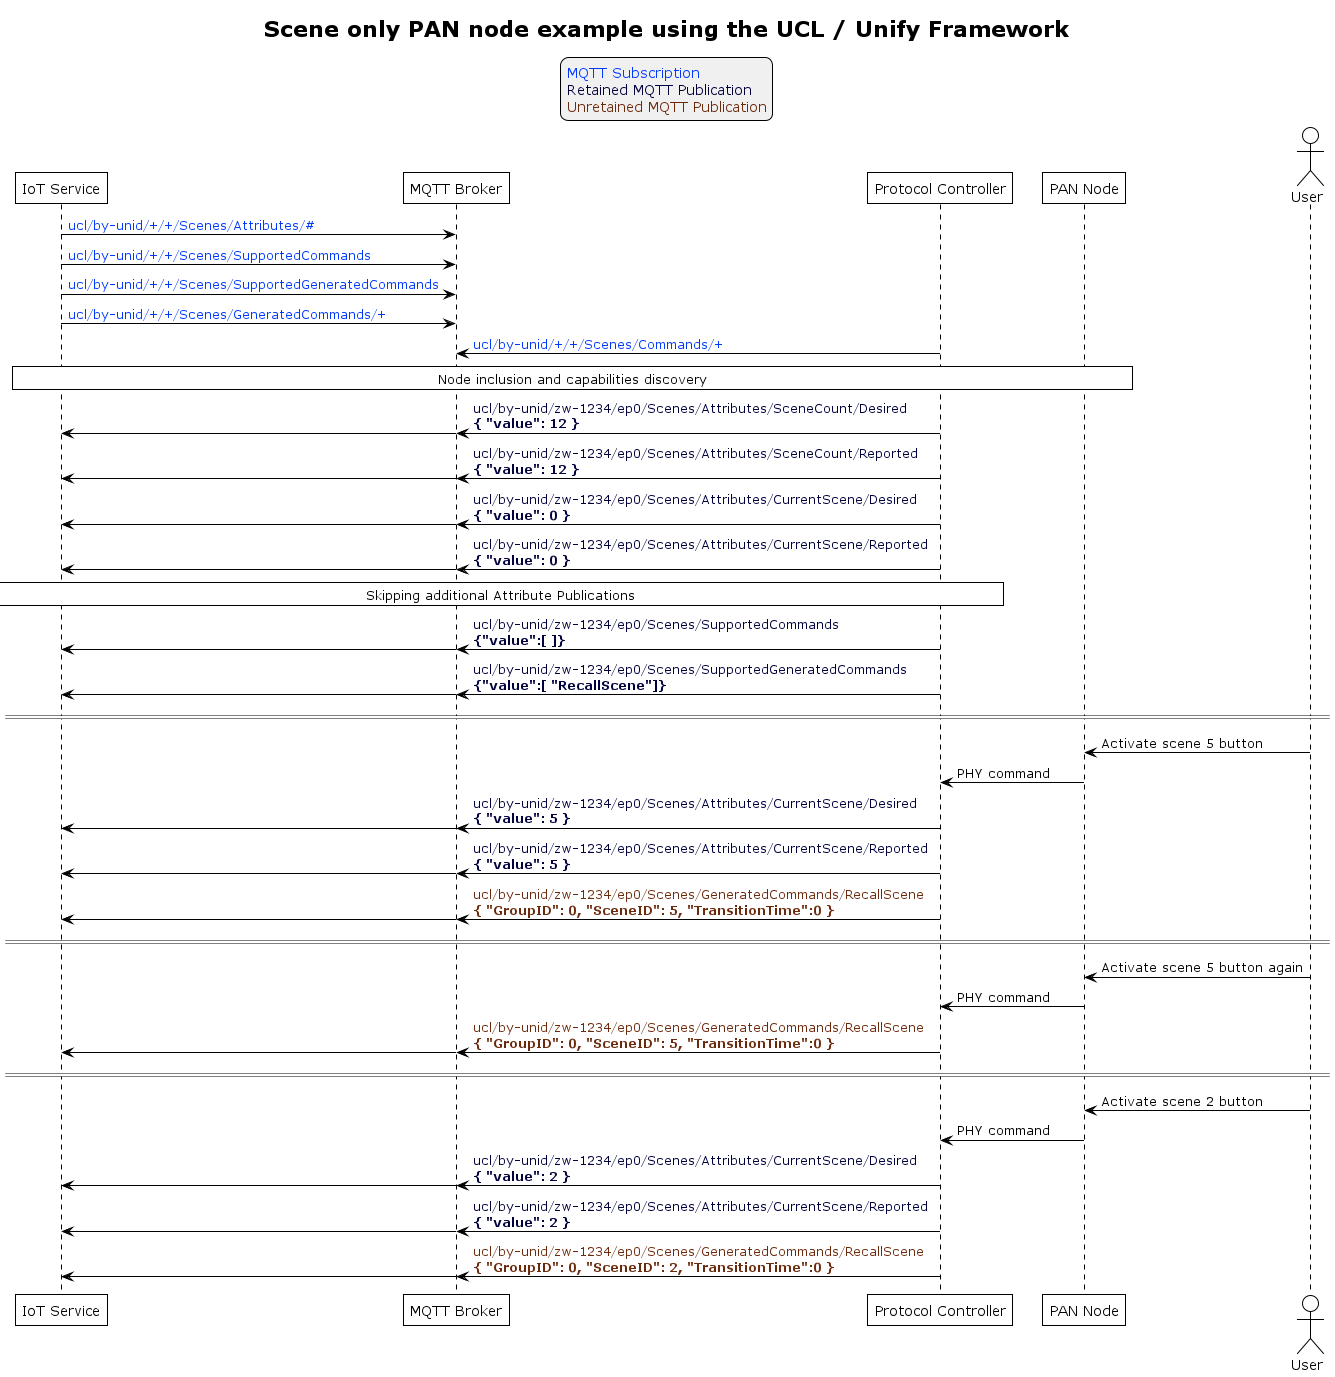 Scene only PAN node example using the UCL / Unify Framework
MQTT Subscription
Retained MQTT Publication
Unretained MQTT Publication
User
IoT Service
MQTT Broker
Protocol Controller
PAN Node
ucl/by-unid/+/+/Scenes/Attributes/#
ucl/by-unid/+/+/Scenes/SupportedCommands
ucl/by-unid/+/+/Scenes/SupportedGeneratedCommands
ucl/by-unid/+/+/Scenes/GeneratedCommands/+
ucl/by-unid/+/+/Scenes/Commands/+
Node inclusion and capabilities discovery
ucl/by-unid/zw-1234/ep0/Scenes/Attributes/SceneCount/Desired
{ "value": 12 }
ucl/by-unid/zw-1234/ep0/Scenes/Attributes/SceneCount/Reported
{ "value": 12 }
ucl/by-unid/zw-1234/ep0/Scenes/Attributes/CurrentScene/Desired
{ "value": 0 }
ucl/by-unid/zw-1234/ep0/Scenes/Attributes/CurrentScene/Reported
{ "value": 0 }
Skipping additional Attribute Publications
ucl/by-unid/zw-1234/ep0/Scenes/SupportedCommands
{"value":[ ]}
ucl/by-unid/zw-1234/ep0/Scenes/SupportedGeneratedCommands
{"value":[ "RecallScene"]}
Activate scene 5 button
PHY command
ucl/by-unid/zw-1234/ep0/Scenes/Attributes/CurrentScene/Desired
{ "value": 5 }
ucl/by-unid/zw-1234/ep0/Scenes/Attributes/CurrentScene/Reported
{ "value": 5 }
ucl/by-unid/zw-1234/ep0/Scenes/GeneratedCommands/RecallScene
{ "GroupID": 0, "SceneID": 5, "TransitionTime":0 }
Activate scene 5 button again
PHY command
ucl/by-unid/zw-1234/ep0/Scenes/GeneratedCommands/RecallScene
{ "GroupID": 0, "SceneID": 5, "TransitionTime":0 }
Activate scene 2 button
PHY command
ucl/by-unid/zw-1234/ep0/Scenes/Attributes/CurrentScene/Desired
{ "value": 2 }
ucl/by-unid/zw-1234/ep0/Scenes/Attributes/CurrentScene/Reported
{ "value": 2 }
ucl/by-unid/zw-1234/ep0/Scenes/GeneratedCommands/RecallScene
{ "GroupID": 0, "SceneID": 2, "TransitionTime":0 }
IoT Service
MQTT Broker
Protocol Controller
PAN Node
User